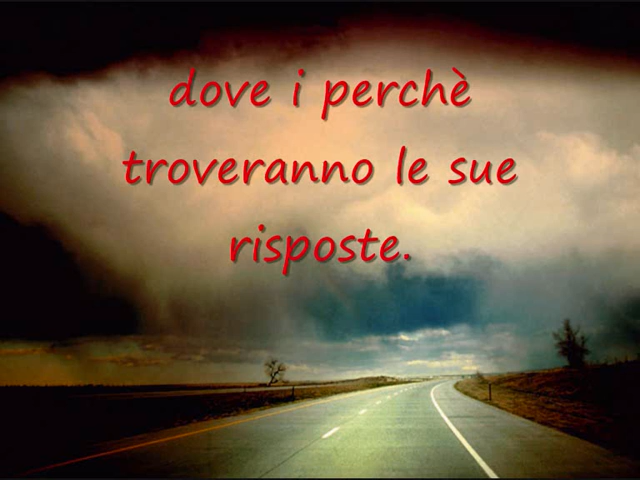 dove i perchè
troveranno le sue
risposte.